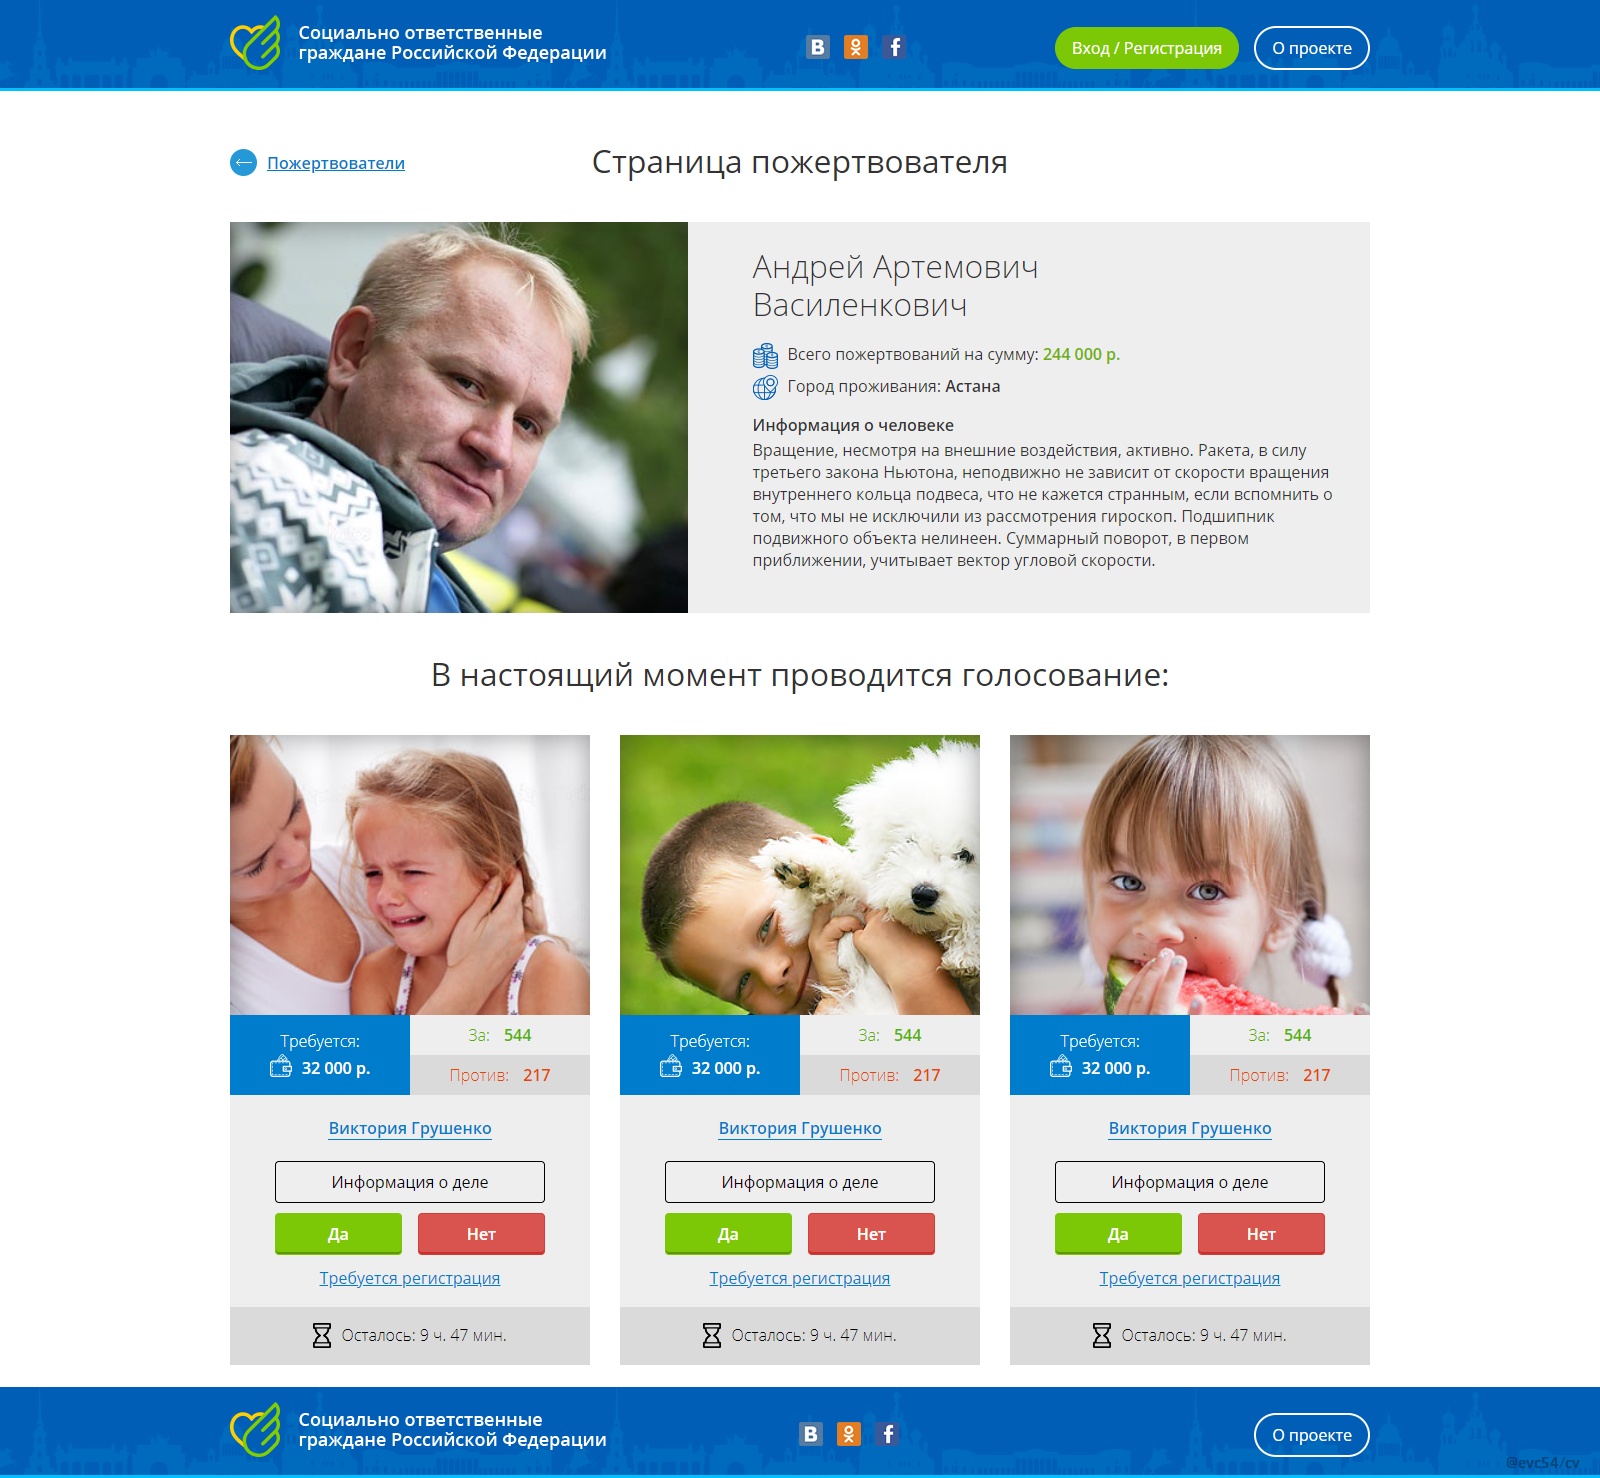 Социально ответственные
граждане Российской Федерации
Вход / Регистрация
О проекте
Пожертвователи
Страница пожертвователя
Андрей Артемович
Василенкович
Всего пожертвований на сумму: 244 000 р.
Город проживания: Астана
Информация о человеке
Вращение, несмотря на внешние воздействия, активно. Ракета, в силу
третьего закона Ньютона, неподвижно не зависит от скорости вращения
внутреннего кольца подвеса, что не кажется странным, если вспомнить о
том, что мы не исключили из рассмотрения гироскоп. Подшипник
подвижного объекта нелинеен. Суммарный поворот, в первом
приближении, учитывает вектор угловой скорости.
В настоящий момент проводится голосование:
Требуется:
32 000 р.
За: 544
Против: 217
Виктория Грушенко
Информация о деле
Да
Нет
Требуется регистрация
Осталось: 9 ч. 47 мин.
Требуется:
32 000 р.
За: 544
Против: 217
Виктория Грушенко
Информация о деле
Да
Нет
Требуется регистрация
Осталось: 9 ч. 47 мин.
Требуется:
32 000 р.
За: 544
Против: 217
Виктория Грушенко
Информация о деле
Да
Нет
Требуется регистрация
Осталось: 9 ч. 47 мин.
Социально ответственные
граждане Российской Федерации
О проекте
@evc54/cv